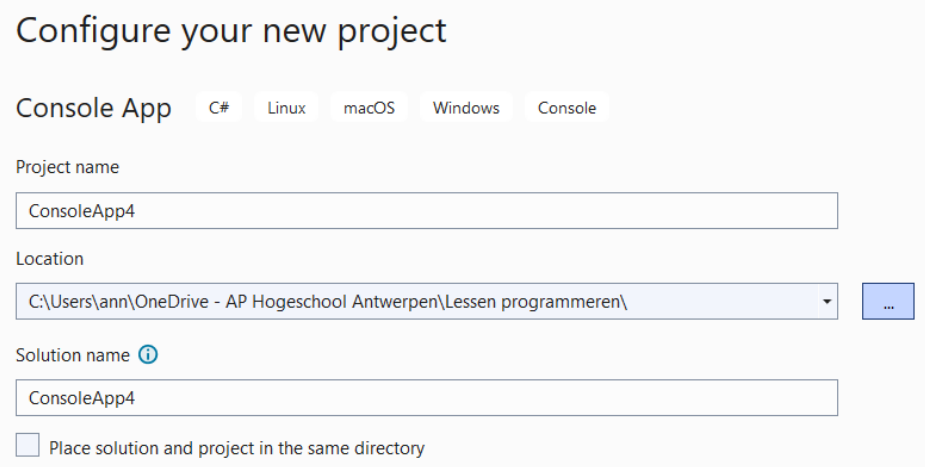 Configure your new project
Console App C# Linux macOS Windows Console
Project name
ConsoleApp4
Location
C:\Users\ann\OneDrive - AP Hogeschool Antwerpen\Lessen programmeren\
...
Solution name
ConsoleApp4
Place solution and project in the same directory